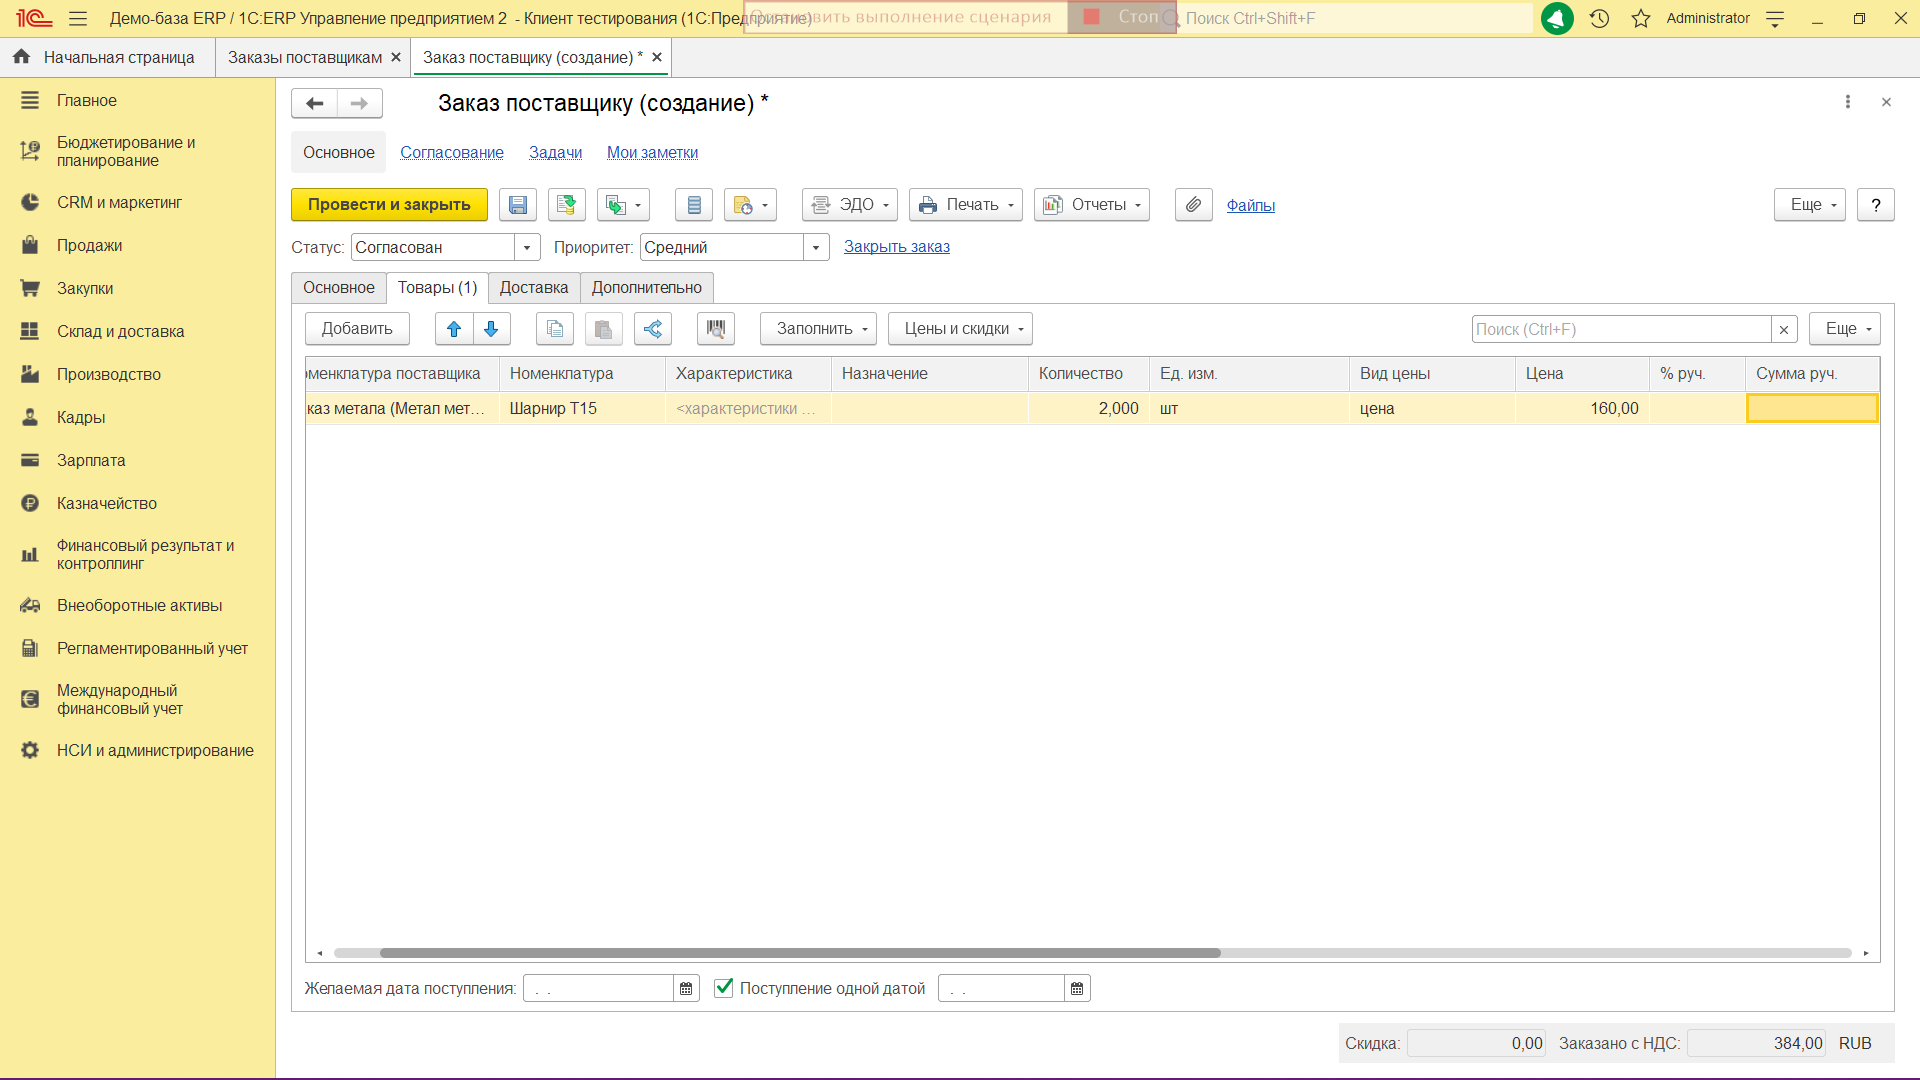 Демо-база ERP / 1С:ERP Управление предприятием 2 - Клиент тестирования (1С:Предприятие)
Остановить выполнение сценария Стоп
Поиск Ctrl+Shift+F
Administrator
Начальная страница
Заказы поставщикам
Заказ поставщику (создание) *
Главное
Бюджетирование и
планирование
CRM и маркетинг
Продажи
Закупки
Склад и доставка
Производство
Кадры
Зарплата
Казначейство
Финансовый результат и
контроллинг
Внеоборотные активы
Регламентированный учет
Международный
финансовый учет
НСИ и администрирование
Заказ поставщику (создание) *
Основное Согласование Задачи Мои заметки
Провести и закрыть ЭДО Печать Отчеты Файлы Еще ?
Статус: Согласован Приоритет: Средний Закрыть заказ
Основное Товары (1) Доставка Дополнительно
Добавить Заполнить Цены и скидки Поиск (Ctrl+F) × Еще
оменклатура поставщика Номенклатура Характеристика Назначение Количество Ед. изм. Вид цены Цена % руч. Сумма руч.
каз метала (Метал мет... Шарнир Т15 <характеристики ... 2,000 шт цена 160,00
Желаемая дата поступления: . . Поступление одной датой . .
Скидка: 0,00 Заказано с НДС: 384,00 RUB